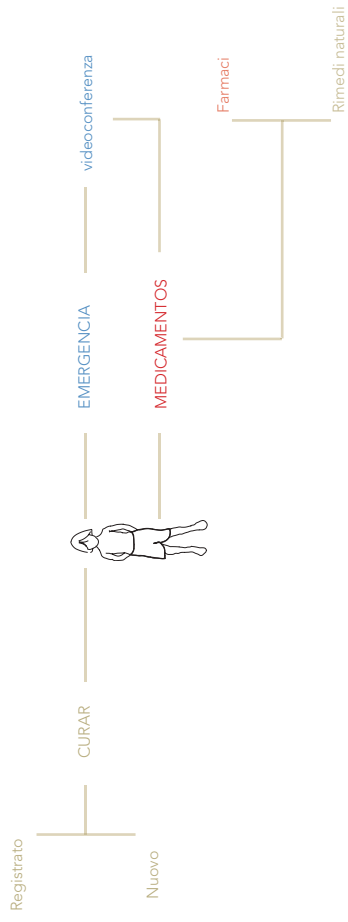 Registrato
Nuovo
CURAR
EMERGENCIA
MEDICAMENTOS
videoconferenza
Farmaci
Rimedi naturali